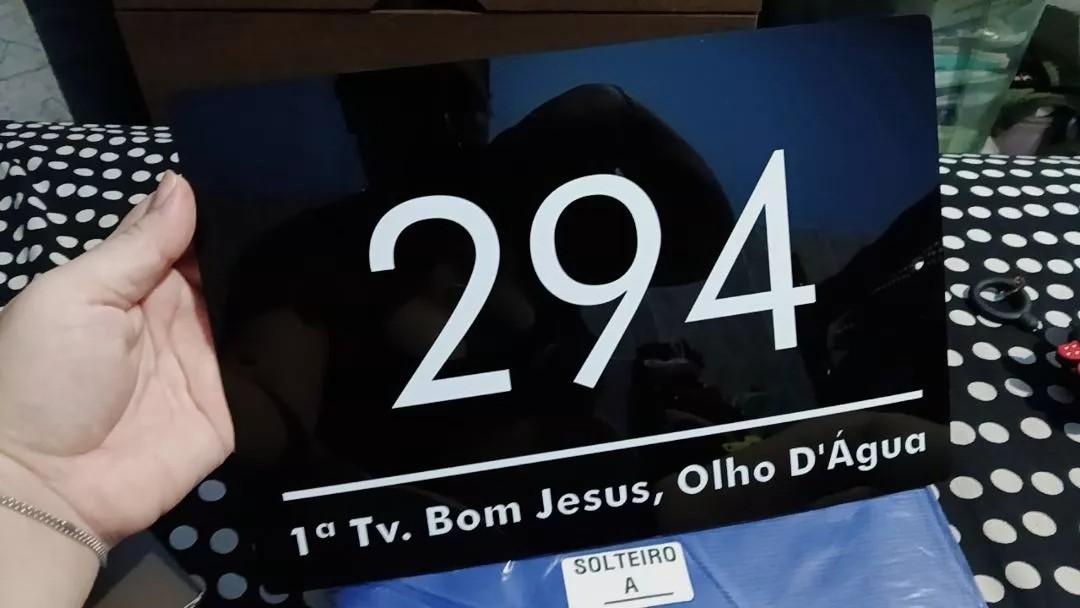 294
1ª Tv. Bom Jesus, Olho D'Água
SOLTEIRO
A